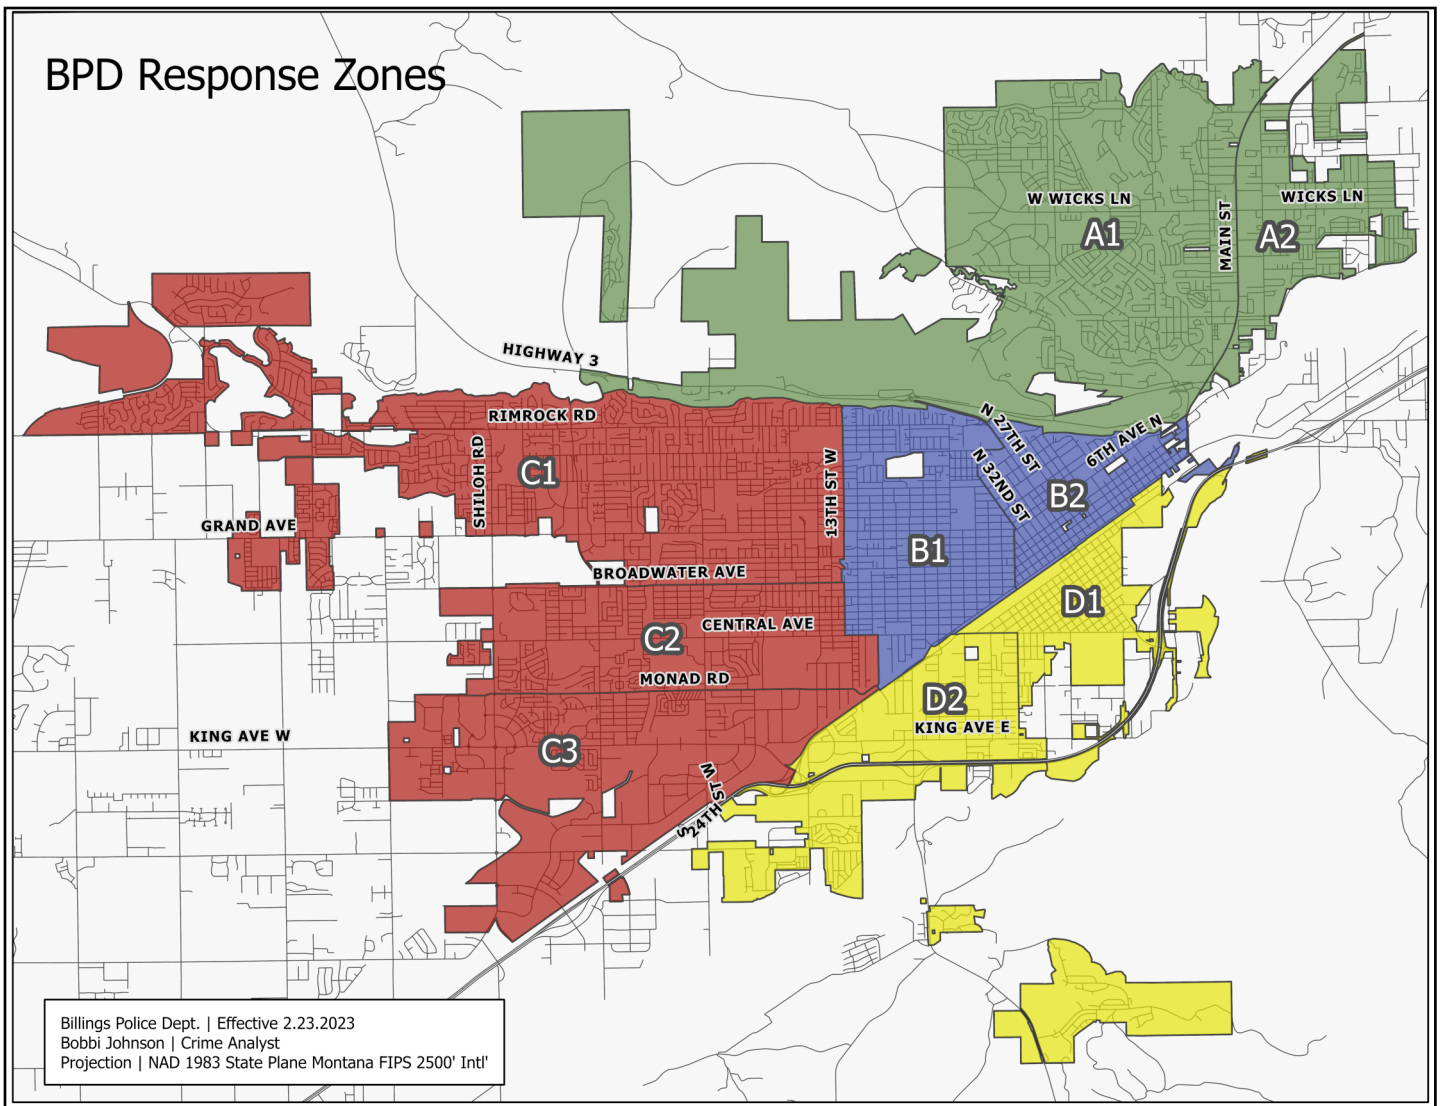 BPD Response Zones
W WICKS LN
WICKS LN
A1
MAIN ST
A2
HIGHWAY 3
RIMROCK RD
N 27TH ST
6TH AVE N
SHILOH RD
C1
13TH ST W
N 32ND ST
B2
GRAND AVE
B1
BROADWATER AVE
D1
CENTRAL AVE
C2
MONAD RD
D2
KING AVE W
KING AVE E
C3
S 24TH ST W
Billings Police Dept. | Effective 2.23.2023
Bobbi Johnson | Crime Analyst
Projection | NAD 1983 State Plane Montana FIPS 2500' Intl'